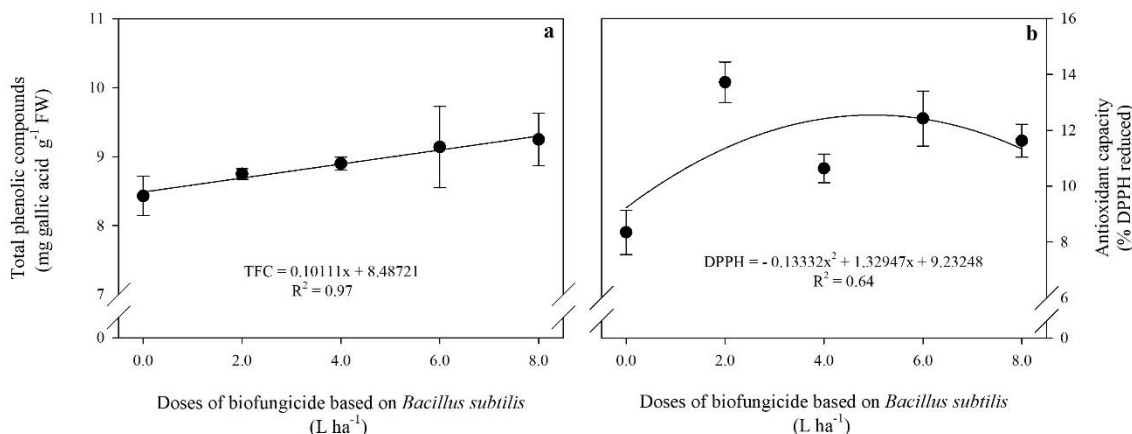 Total phenolic compounds
(mg gallic acid g⁻¹ FW)
11
10
9
8
7
0
a
TFC = 0.10111x + 8.48721
R² = 0.97
0.0 2.0 4.0 6.0 8.0
Doses of biofungicide based on Bacillus subtilis
(L ha⁻¹)
b
DPPH = - 0.13332x² + 1.32947x + 9.23248
R² = 0.64
0.0 2.0 4.0 6.0 8.0
Doses of biofungicide based on Bacillus subtilis
(L ha⁻¹)
16
14
12
10
8
6
0
Antioxidant capacity
(% DPPH reduced)